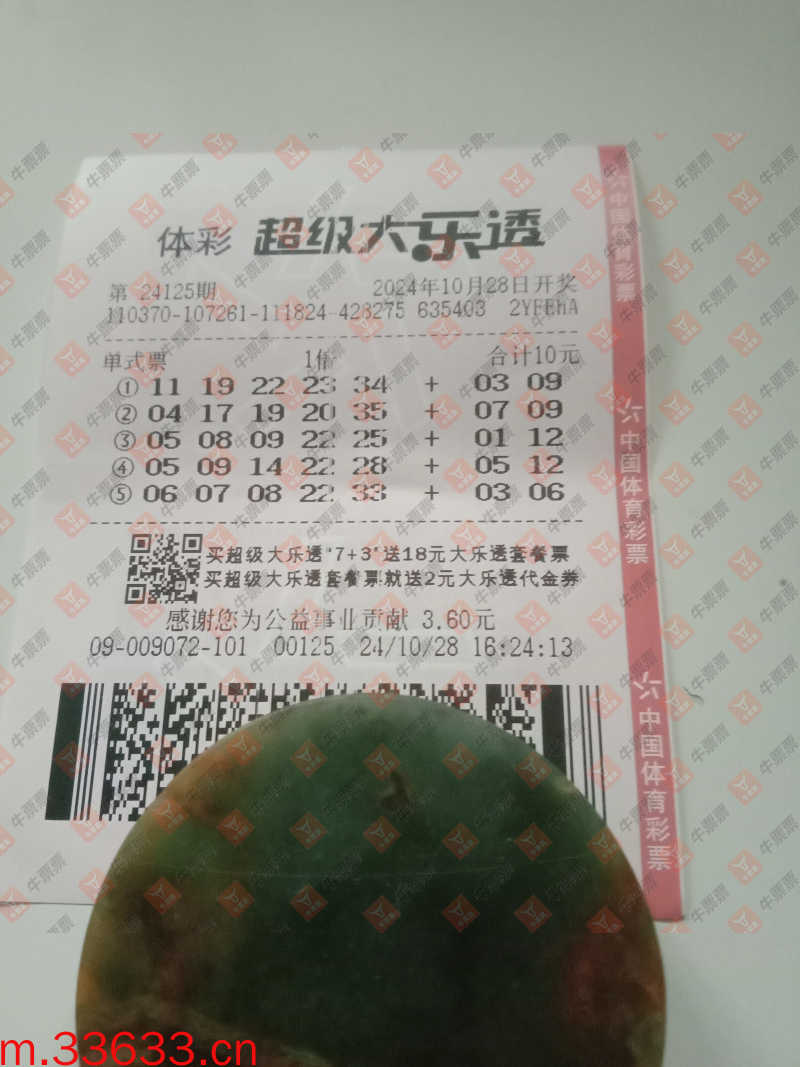 体彩 超级大乐透
第 24125期 2024年10月28日开奖
110370-107261-111824-423275 635403 2YFEhA
单式票 1倍 合计10元
① 11 19 22 23 34 + 03 09
② 04 17 19 20 35 + 07 09
③ 05 08 09 22 25 + 01 12
④ 05 09 14 22 28 + 05 12
⑤ 06 07 08 22 33 + 03 06
买超级大乐透"7+3"送18元大乐透套餐票
买超级大乐透套餐票就送2元大乐透代金券
感谢您为公益事业贡献 3.60元
09-009072-101 00125 24/10/28 16:24:13
中国体育彩票
中国体育彩票
中国体育彩票
牛票票
m.33633.cn